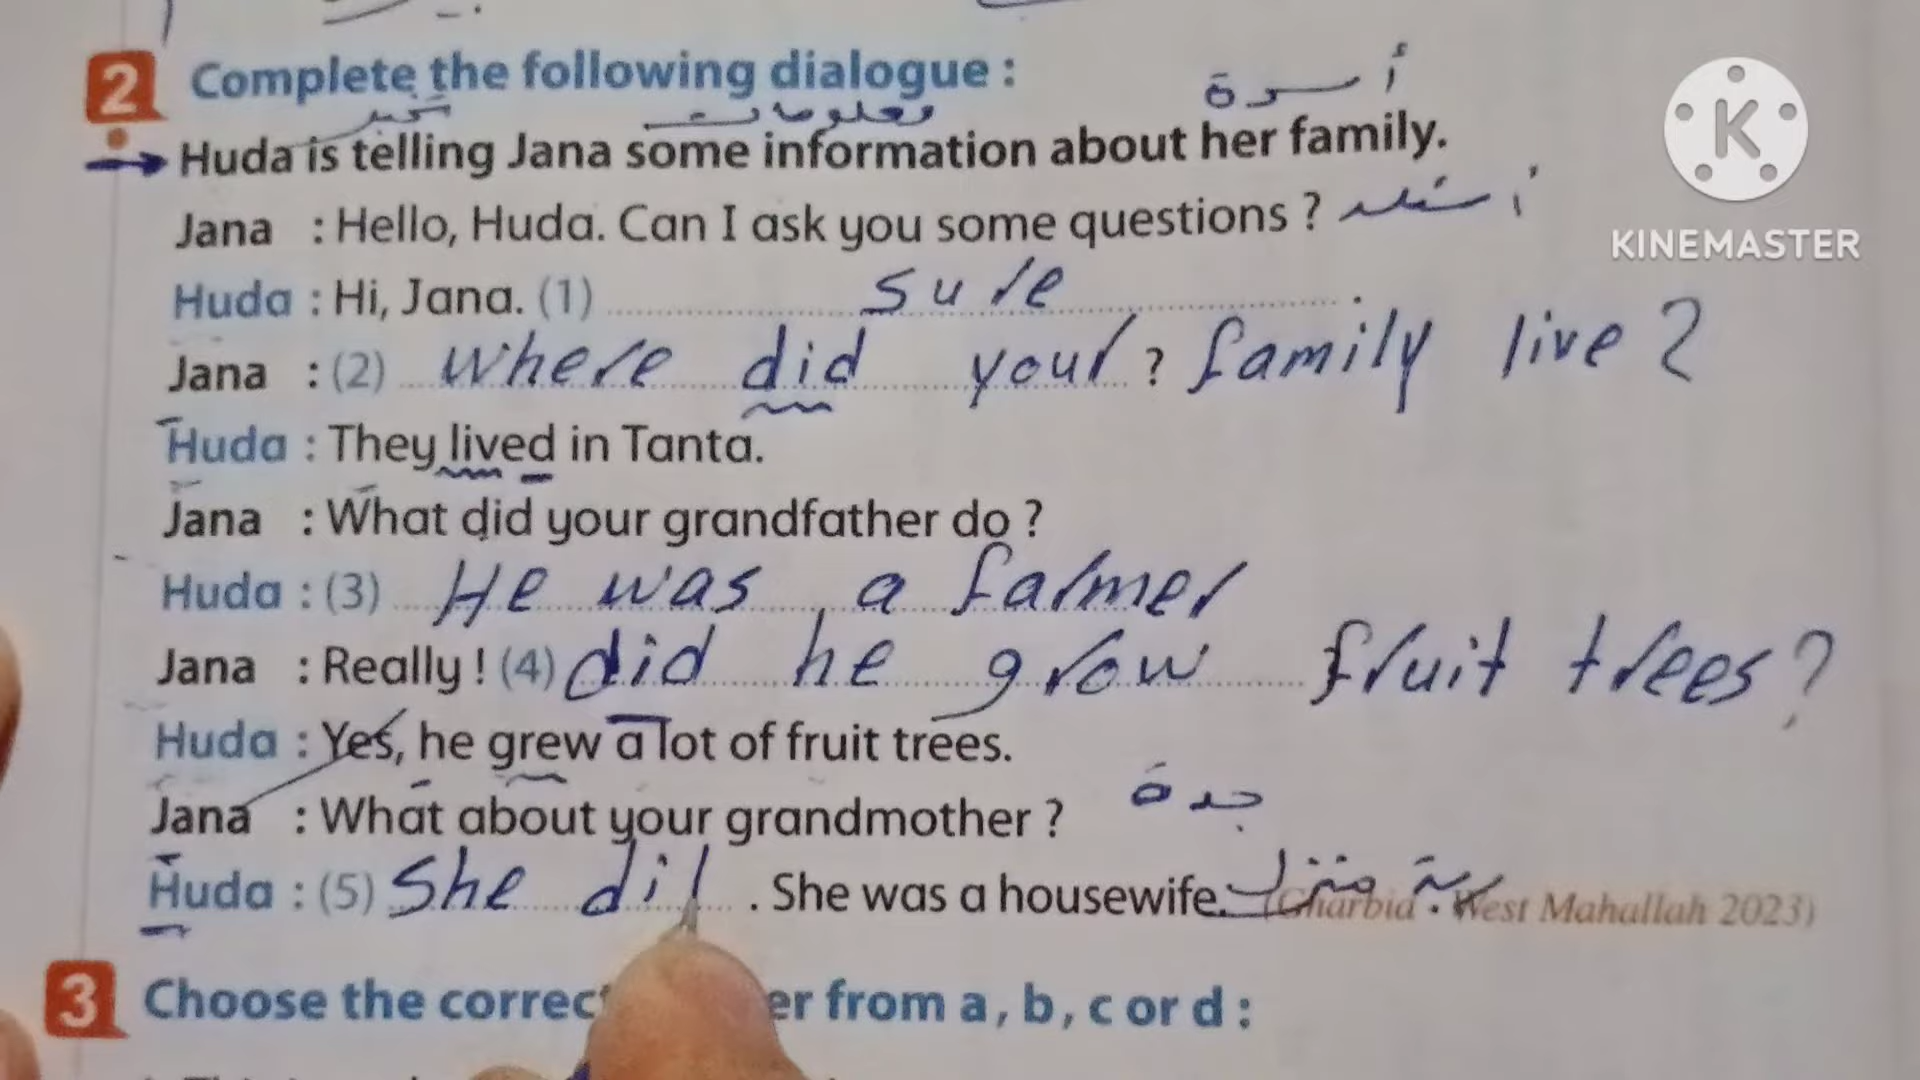 2 Complete the following dialogue :
تخبر معلومات أسرة
Huda is telling Jana some information about her family.
Jana : Hello, Huda. Can I ask you some questions ? أسئلة
Huda : Hi, Jana. (1) sure .
Jana : (2) where did your ? family live ?
Huda : They lived in Tanta.
Jana : What did your grandfather do ?
Huda : (3) He was a farmer
Jana : Really ! (4) did he grow fruit trees ?
Huda : Yes, he grew a lot of fruit trees.
Jana : What about your grandmother ? جدة
Huda : (5) She did . She was a housewife. ربة منزل (Gharbia . West Mahallah 2023)
3 Choose the correct from a , b , c or d :
KINEMASTER